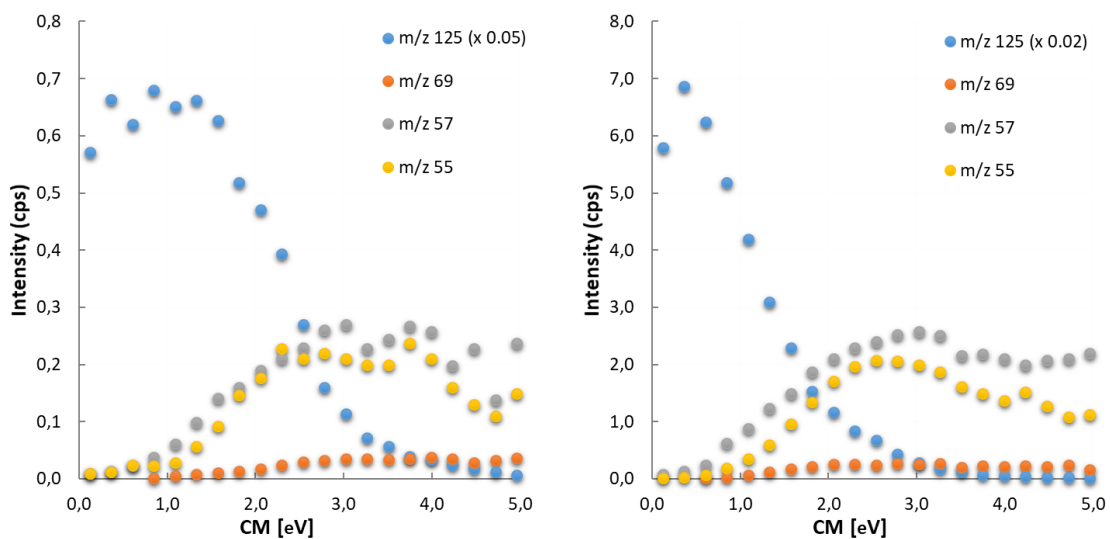 0,8
0,7
0,6
0,5
0,4
0,3
0,2
0,1
0,0
Intensity (cps)
0,0 1,0 2,0 3,0 4,0 5,0
CM [eV]
m/z 125 (x 0.05)
m/z 69
m/z 57
m/z 55
8,0
7,0
6,0
5,0
4,0
3,0
2,0
1,0
0,0
Intensity (cps)
0,0 1,0 2,0 3,0 4,0 5,0
CM [eV]
m/z 125 (x 0.02)
m/z 69
m/z 57
m/z 55